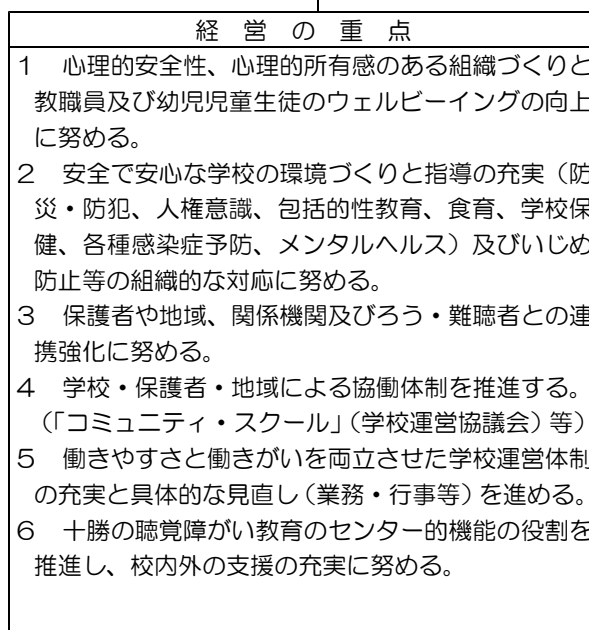 経 営 の 重 点
1 心理的安全性、心理的所有感のある組織づくりと
教職員及び幼児児童生徒のウェルビーイングの向上
に努める。
2 安全で安心な学校の環境づくりと指導の充実（防
災・防犯、人権意識、包括的性教育、食育、学校保
健、各種感染症予防、メンタルヘルス）及びいじめ
防止等の組織的な対応に努める。
3 保護者や地域、関係機関及びろう・難聴者との連
携強化に努める。
4 学校・保護者・地域による協働体制を推進する。
（「コミュニティ・スクール」（学校運営協議会）等）
5 働きやすさと働きがいを両立させた学校運営体制
の充実と具体的な見直し（業務・行事等）を進める。
6 十勝の聴覚障がい教育のセンター的機能の役割を
推進し、校内外の支援の充実に努める。